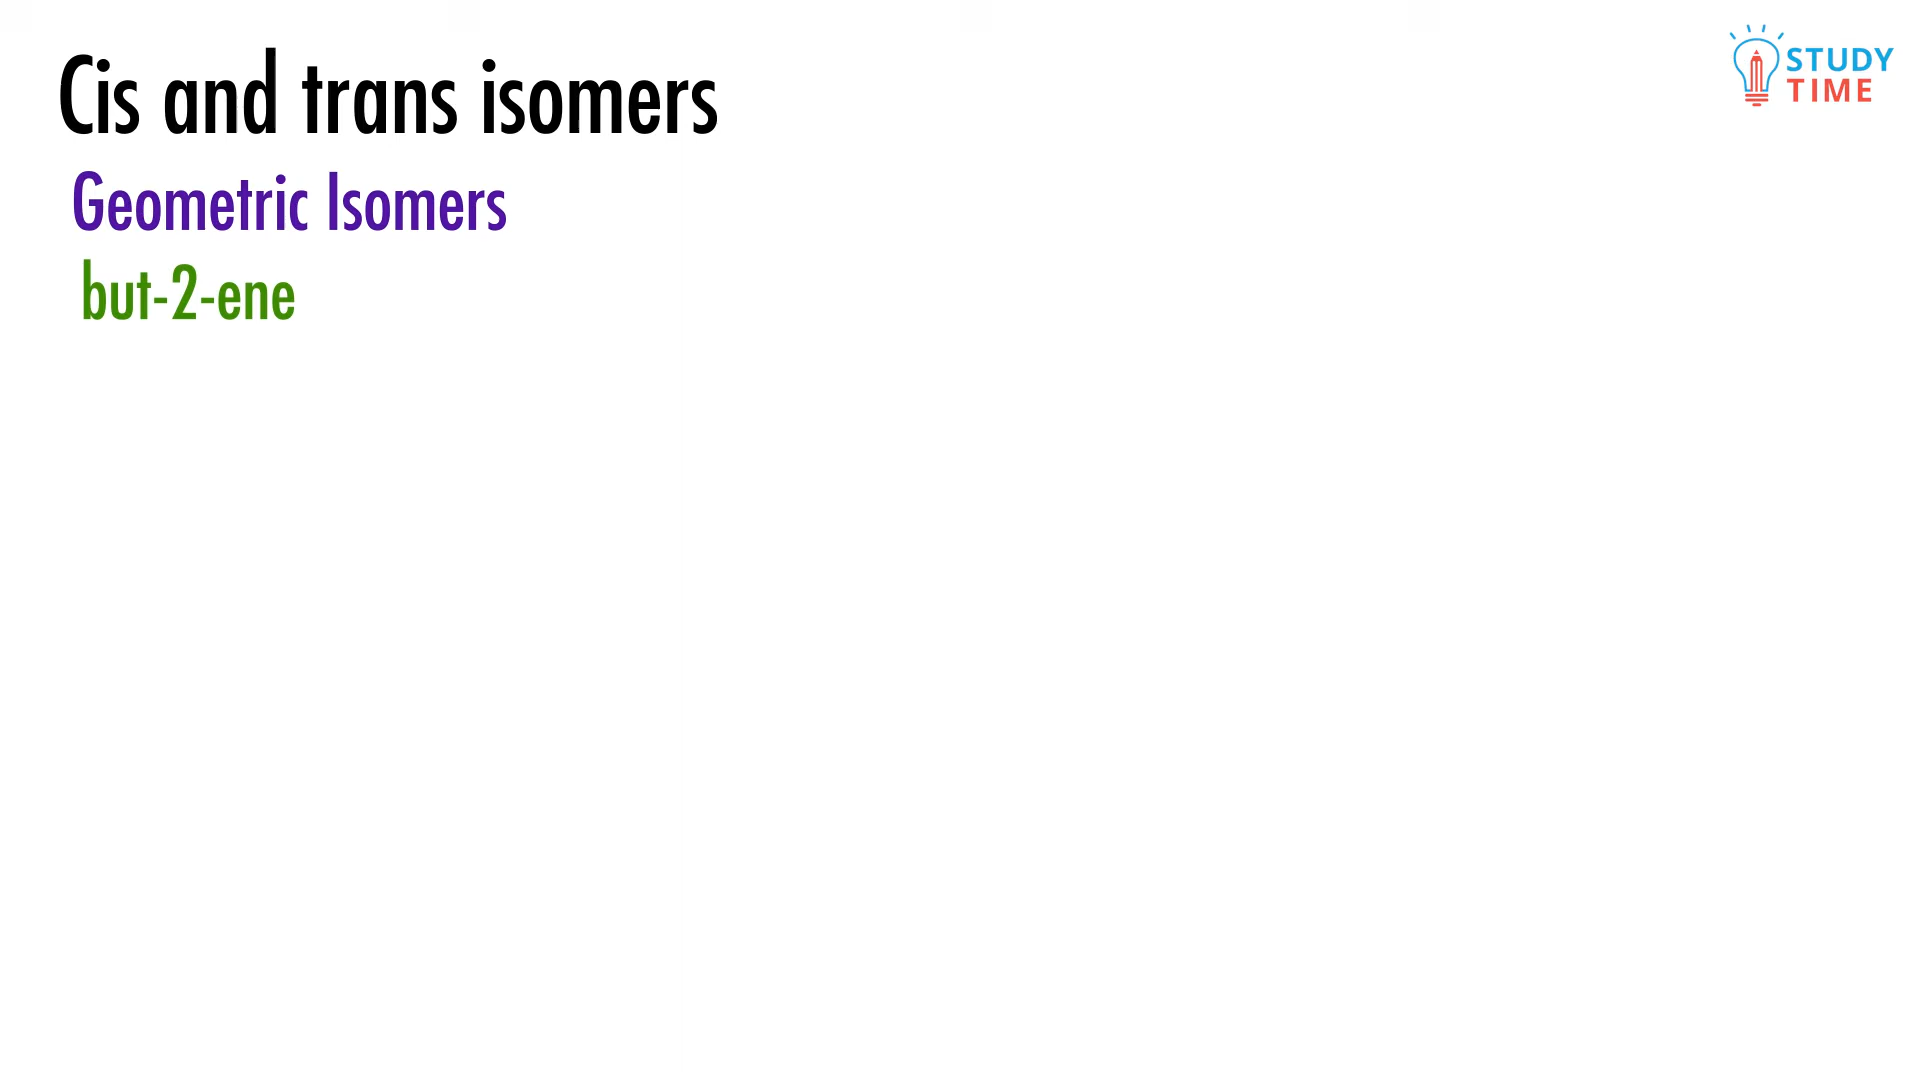 Cis and trans isomers
STUDY
TIME
Geometric Isomers
but-2-ene